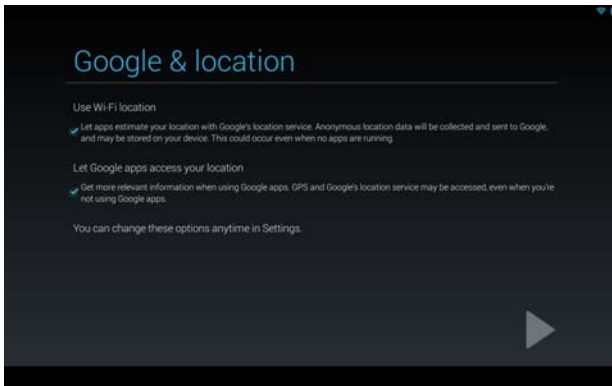 Google & location
Use Wi-Fi location
Let apps estimate your location with Google's location service. Anonymous location data will be collected and sent to Google,
and may be stored on your device. This could occur even when no apps are running.
Let Google apps access your location
Get more relevant information when using Google apps. GPS and Google's location service may be accessed, even when you're
not using Google apps.
You can change these options anytime in Settings.